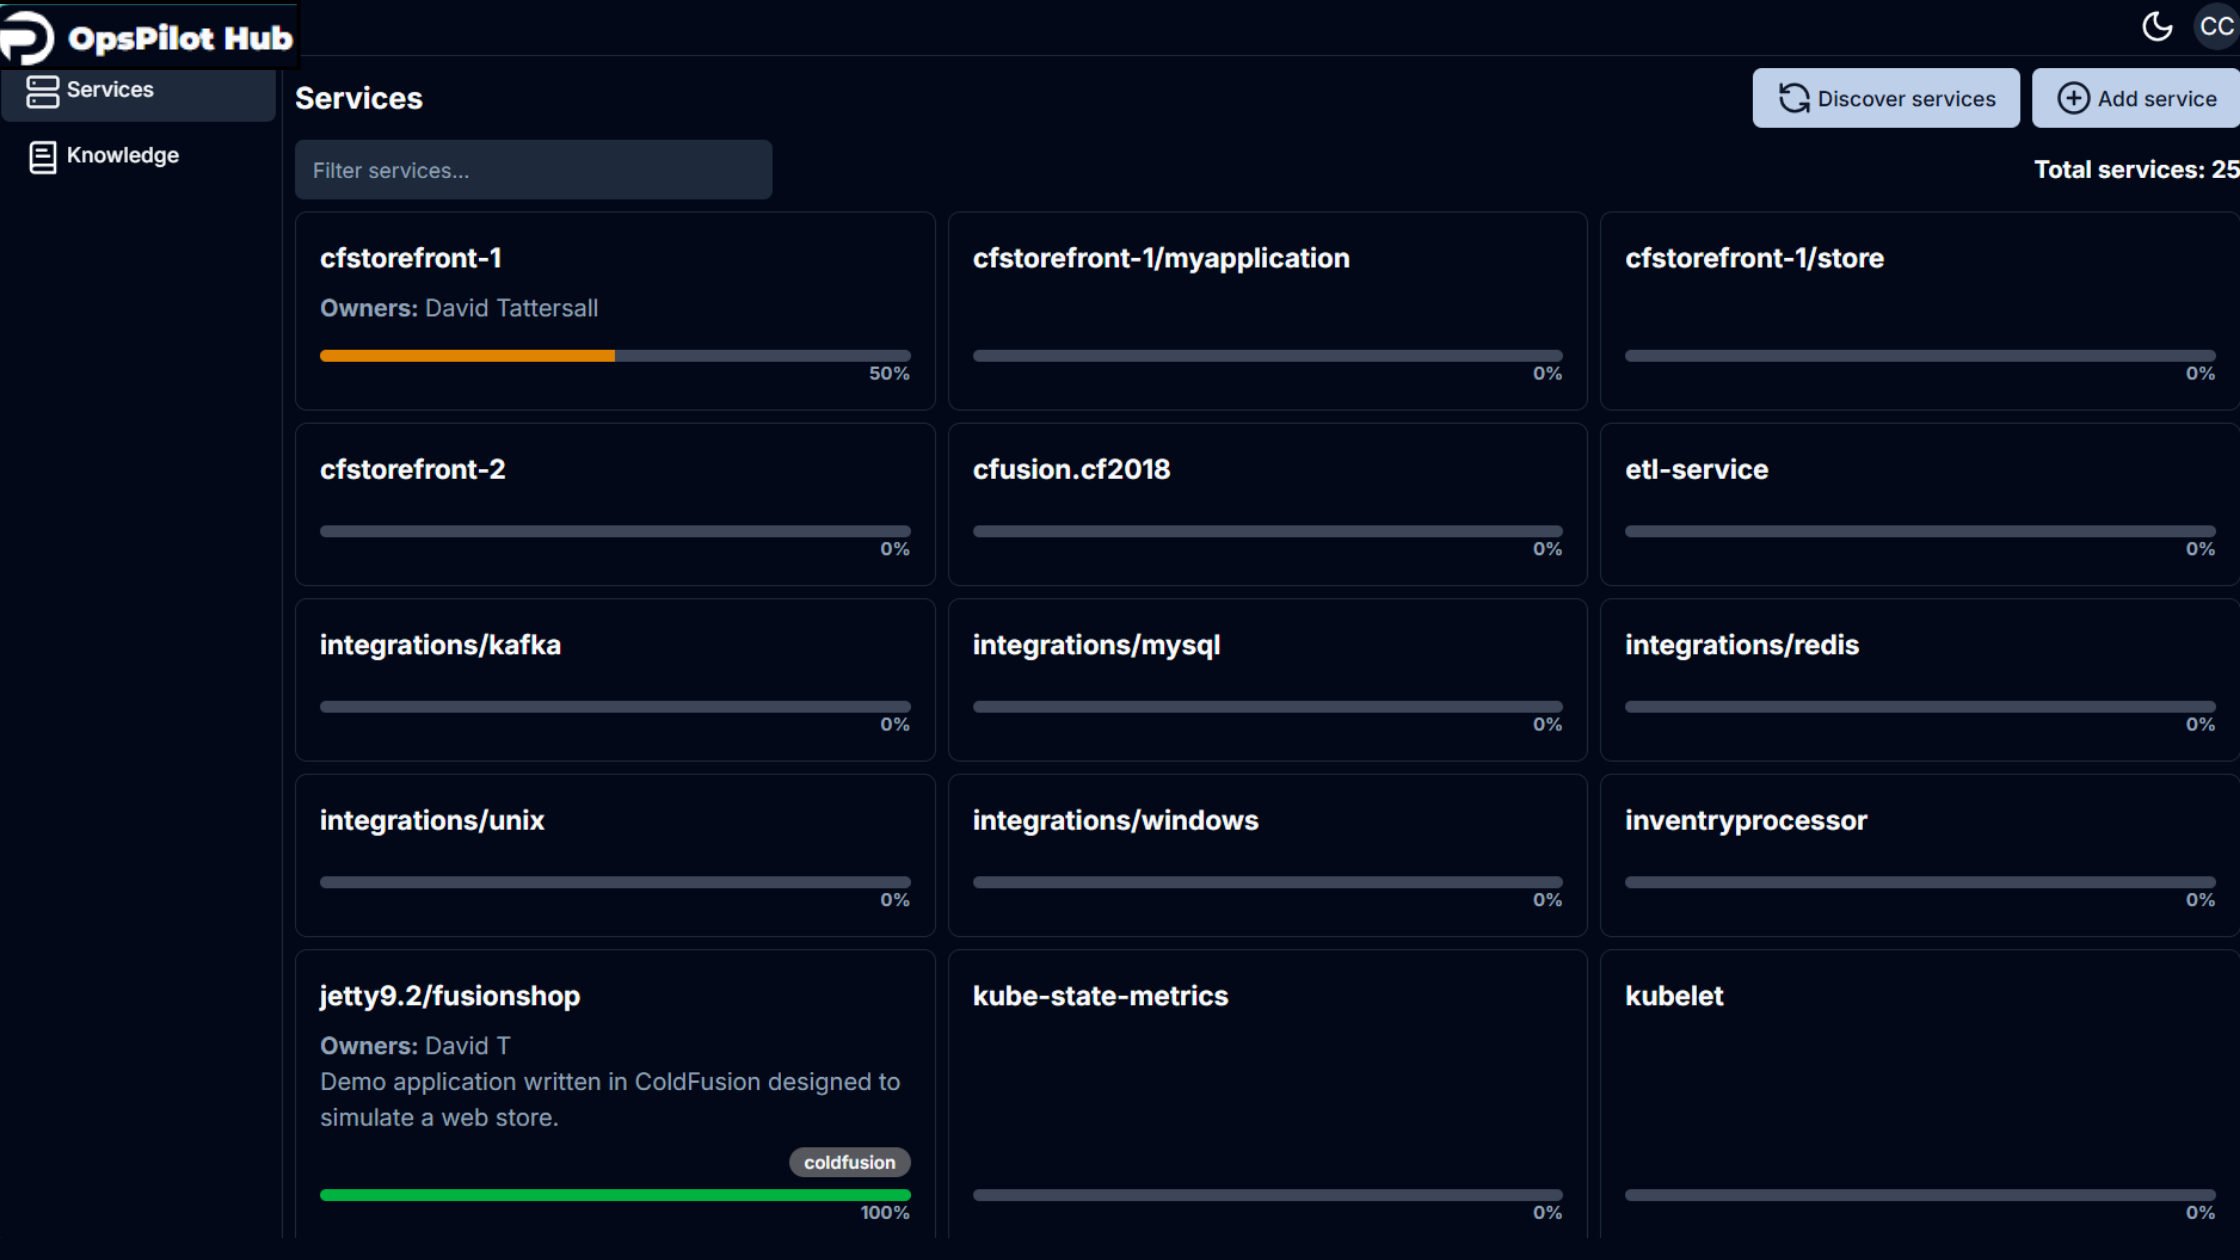 OpsPilot Hub
CC
Services
Knowledge
Services
Discover services
Add service
Filter services...
Total services: 25
cfstorefront-1
Owners: David Tattersall
50%
cfstorefront-1/myapplication
0%
cfstorefront-1/store
0%
cfstorefront-2
0%
cfusion.cf2018
0%
etl-service
0%
integrations/kafka
0%
integrations/mysql
0%
integrations/redis
0%
integrations/unix
0%
integrations/windows
0%
inventryprocessor
0%
jetty9.2/fusionshop
Owners: David T
Demo application written in ColdFusion designed to
simulate a web store.
coldfusion
100%
kube-state-metrics
0%
kubelet
0%